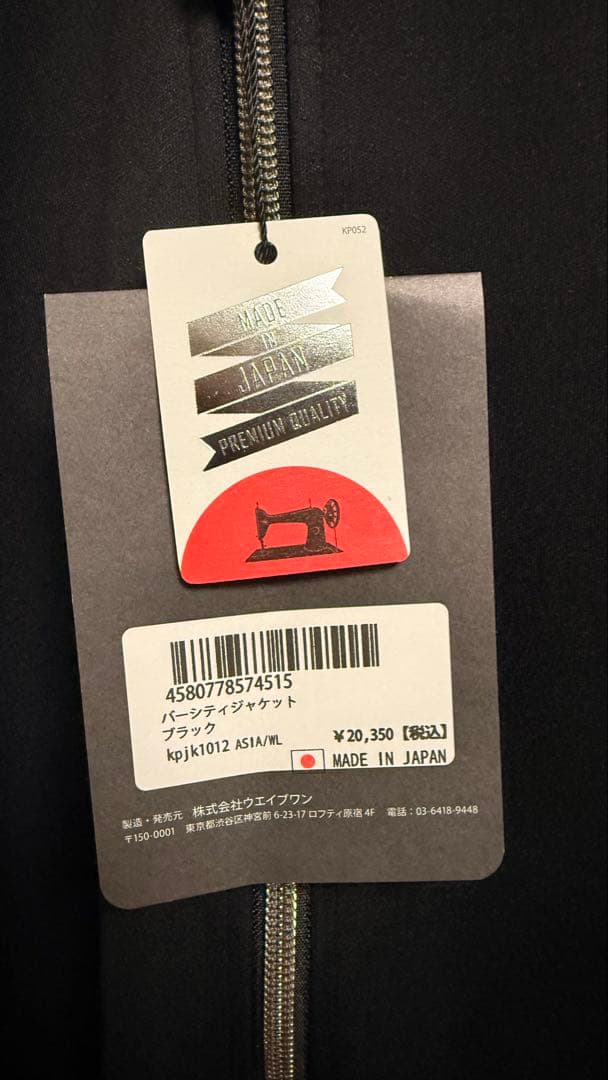 KP052
MADE
IN
JAPAN
PREMIUM QUALITY
4580778574515
バーシティジャケット
ブラック
kpjk1012 ASIA/WL
¥20,350【税込】
MADE IN JAPAN
製造・発売元 株式会社ウエイブワン
〒150-0001 東京都渋谷区神宮前 6-23-17 ロフティ原宿 4F 電話：03-6418-9448